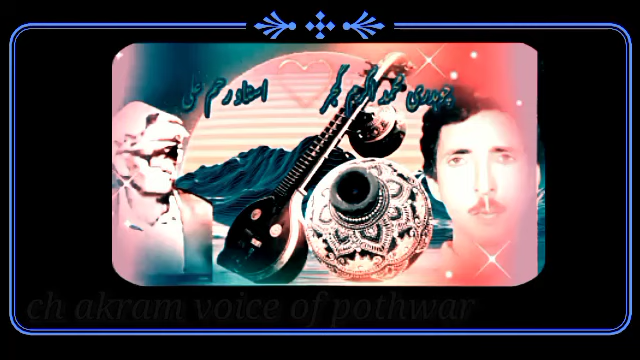 استاد رحم علی
چوہدری محمد اکرم گجر
ch akram voice of pothwar